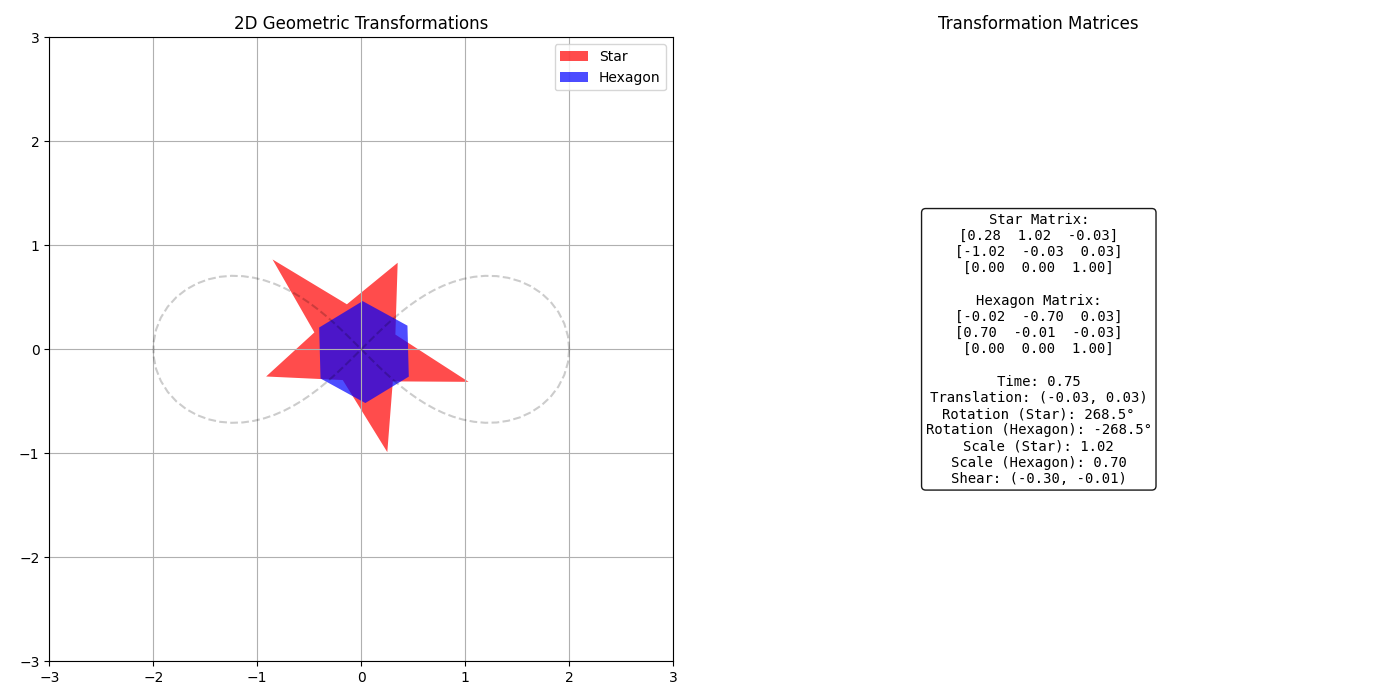 2D Geometric Transformations
3
2
1
0
−1
−2
−3
−3
−2
−1
0
1
2
3
Star
Hexagon
Transformation Matrices
Star Matrix:
[0.28  1.02  -0.03]
[-1.02  -0.03  0.03]
[0.00  0.00  1.00]
Hexagon Matrix:
[-0.02  -0.70  0.03]
[0.70  -0.01  -0.03]
[0.00  0.00  1.00]
Time: 0.75
Translation: (-0.03, 0.03)
Rotation (Star): 268.5°
Rotation (Hexagon): -268.5°
Scale (Star): 1.02
Scale (Hexagon): 0.70
Shear: (-0.30, -0.01)